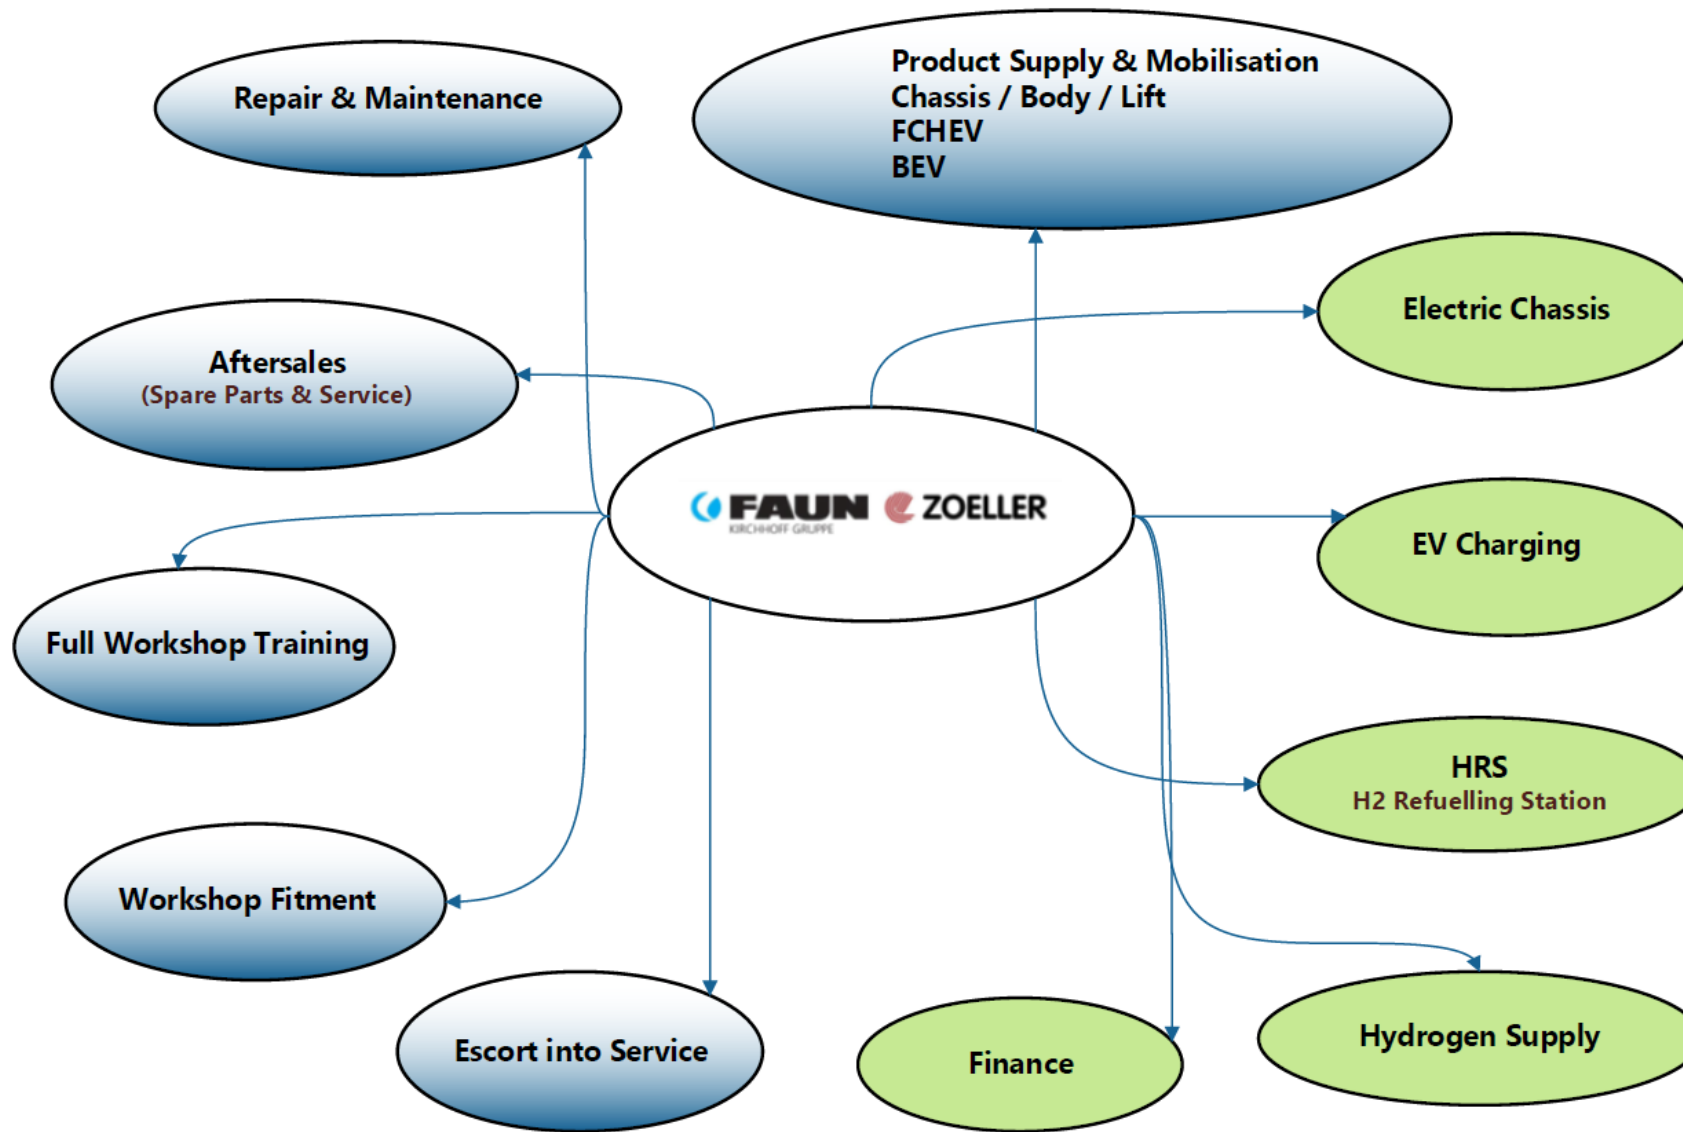 Repair & Maintenance
Product Supply & Mobilisation
Chassis / Body / Lift
FCHEV
BEV
Electric Chassis
Aftersales
(Spare Parts & Service)
FAUN
KIRCHHOFF GRUPPE
ZOELLER
EV Charging
Full Workshop Training
HRS
H2 Refuelling Station
Workshop Fitment
Escort into Service
Finance
Hydrogen Supply